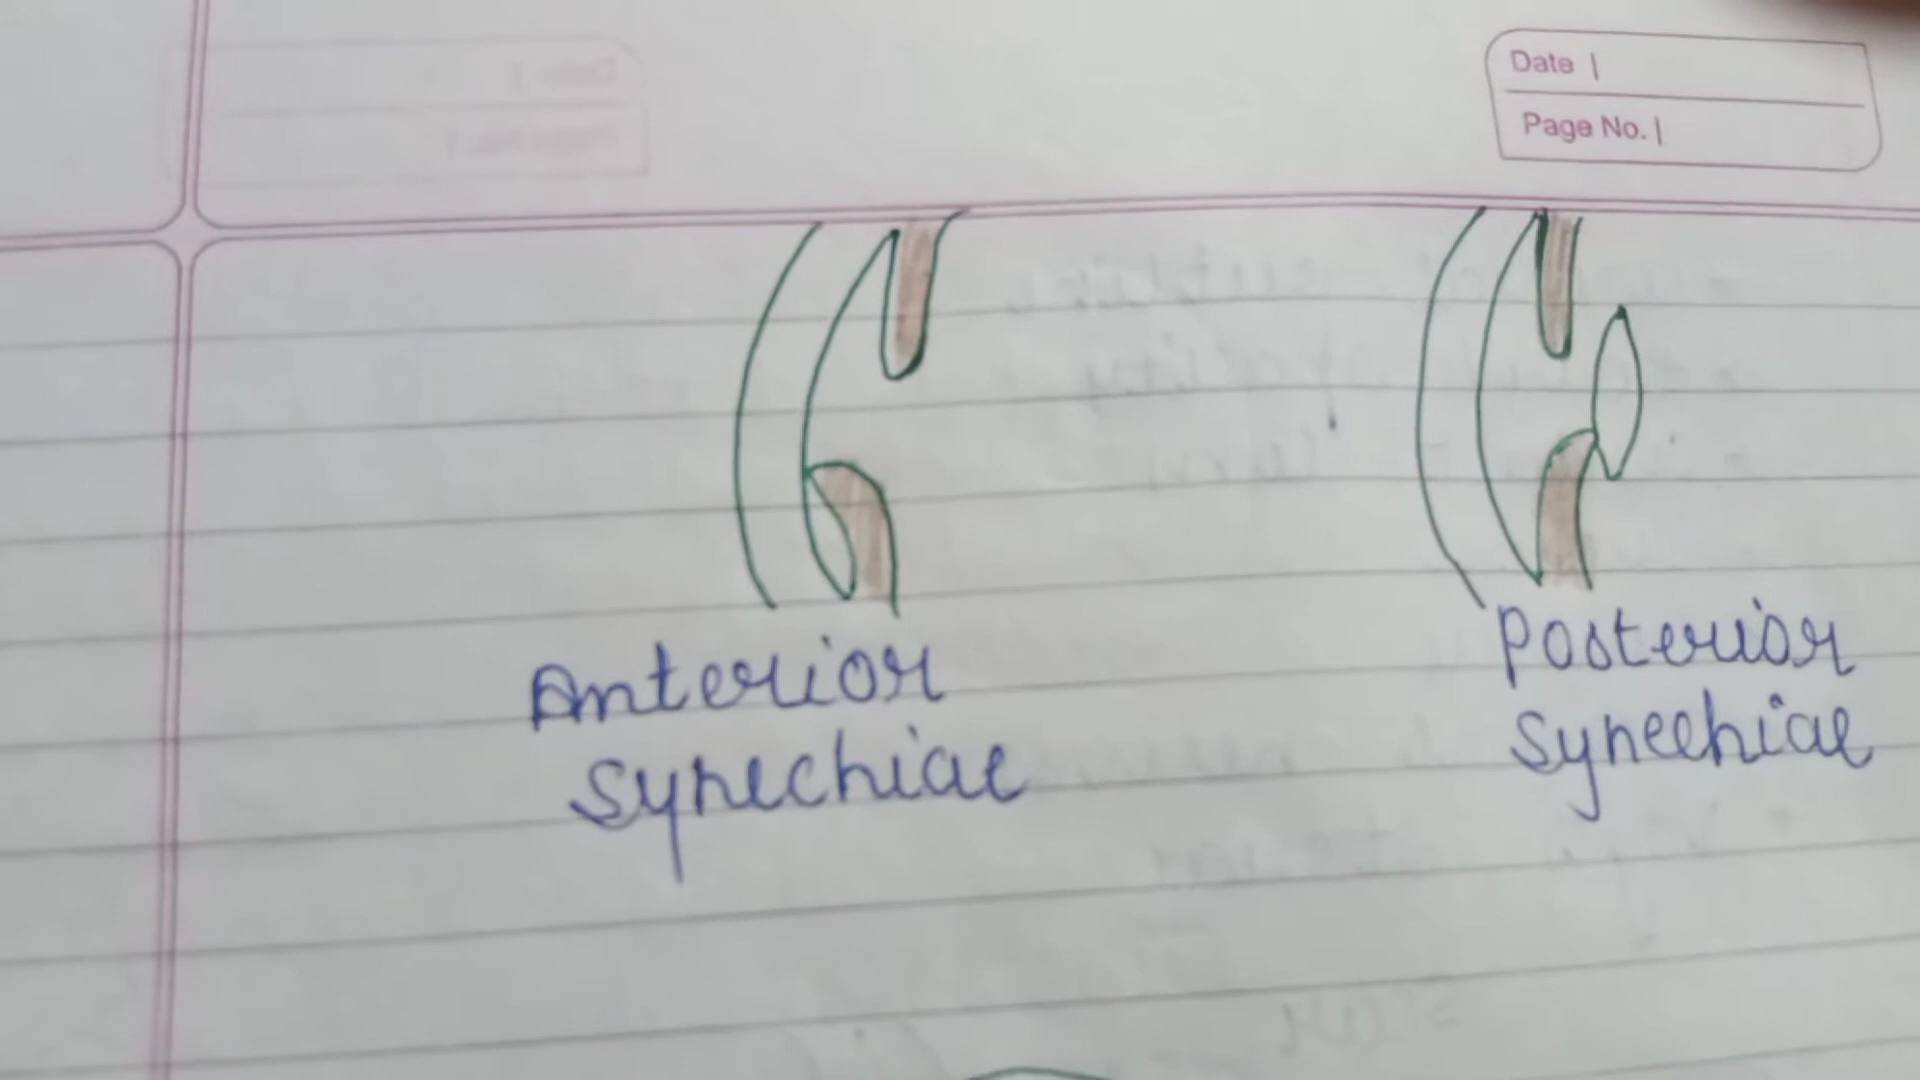 Date |
Page No. |
Anterior
synechiae
Posterior
synechiae